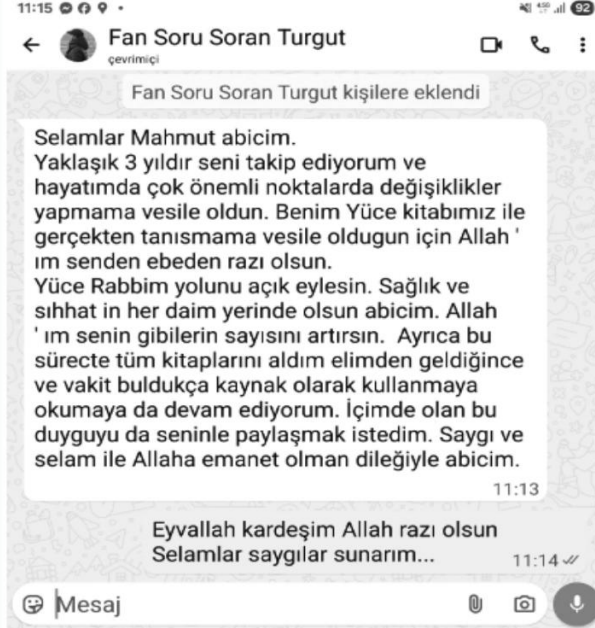 11:15
92
Fan Soru Soran Turgut
çevrimiçi
Fan Soru Soran Turgut kişilere eklendi
Selamlar Mahmut abicim.
Yaklaşık 3 yıldır seni takip ediyorum ve
hayatımda çok önemli noktalarda değişiklikler
yapmama vesile oldun. Benim Yüce kitabımız ile
gerçekten tanısmama vesile oldugun için Allah '
ım senden ebeden razı olsun.
Yüce Rabbim yolunu açık eylesin. Sağlık ve
sıhhat in her daim yerinde olsun abicim. Allah
' ım senin gibilerin sayısını artırsın.  Ayrıca bu
sürecte tüm kitaplarını aldım elimden geldiğince
ve vakit buldukça kaynak olarak kullanmaya
okumaya da devam ediyorum. İçimde olan bu
duyguyu da seninle paylaşmak istedim. Saygı ve
selam ile Allaha emanet olman dileğiyle abicim.
11:13
Eyvallah kardeşim Allah razı olsun
Selamlar saygılar sunarım...
11:14
Mesaj